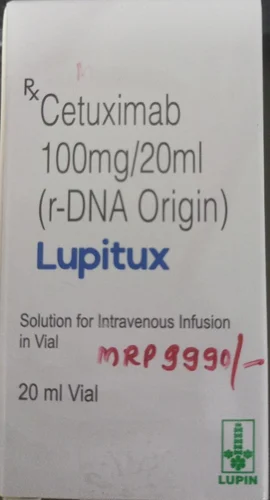 Rx Cetuximab
100mg/20ml
(r-DNA Origin)
Lupitux
Solution for Intravenous Infusion
in Vial
MRP 9990/-
20 ml Vial
LUPIN